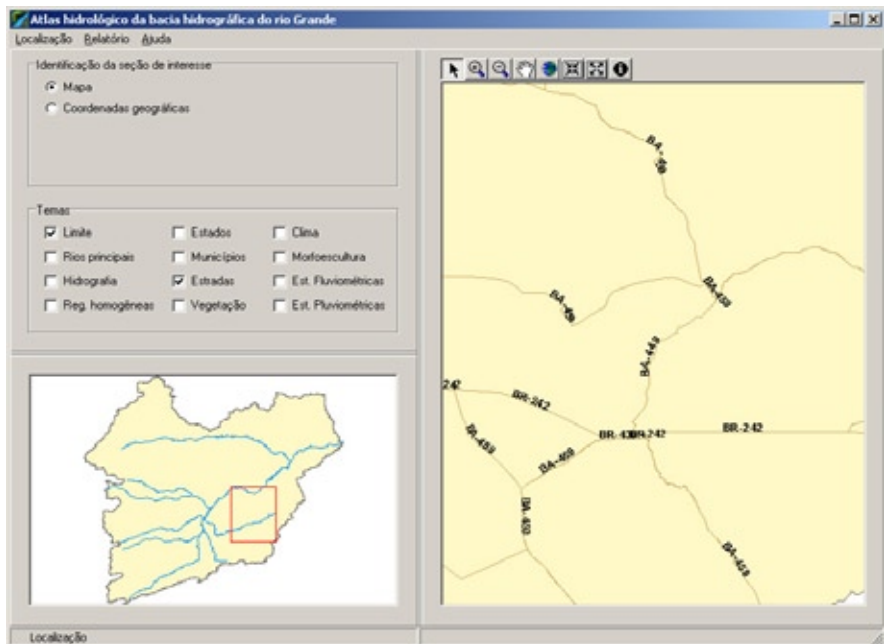 Atlas hidrológico da bacia hidrográfica do rio Grande
Localização Relatório Ajuda
Identificação da seção de interesse
Mapa
Coordenadas geográficas
Temas
Limite Estados Clima
Rios principais Municípios Morfoescultura
Hidrografia Estradas Est. Fluviométricas
Reg. homogêneas Vegetação Est. Pluviométricas
BA-449
BR-242
242
BR-242
BR-242
Localização